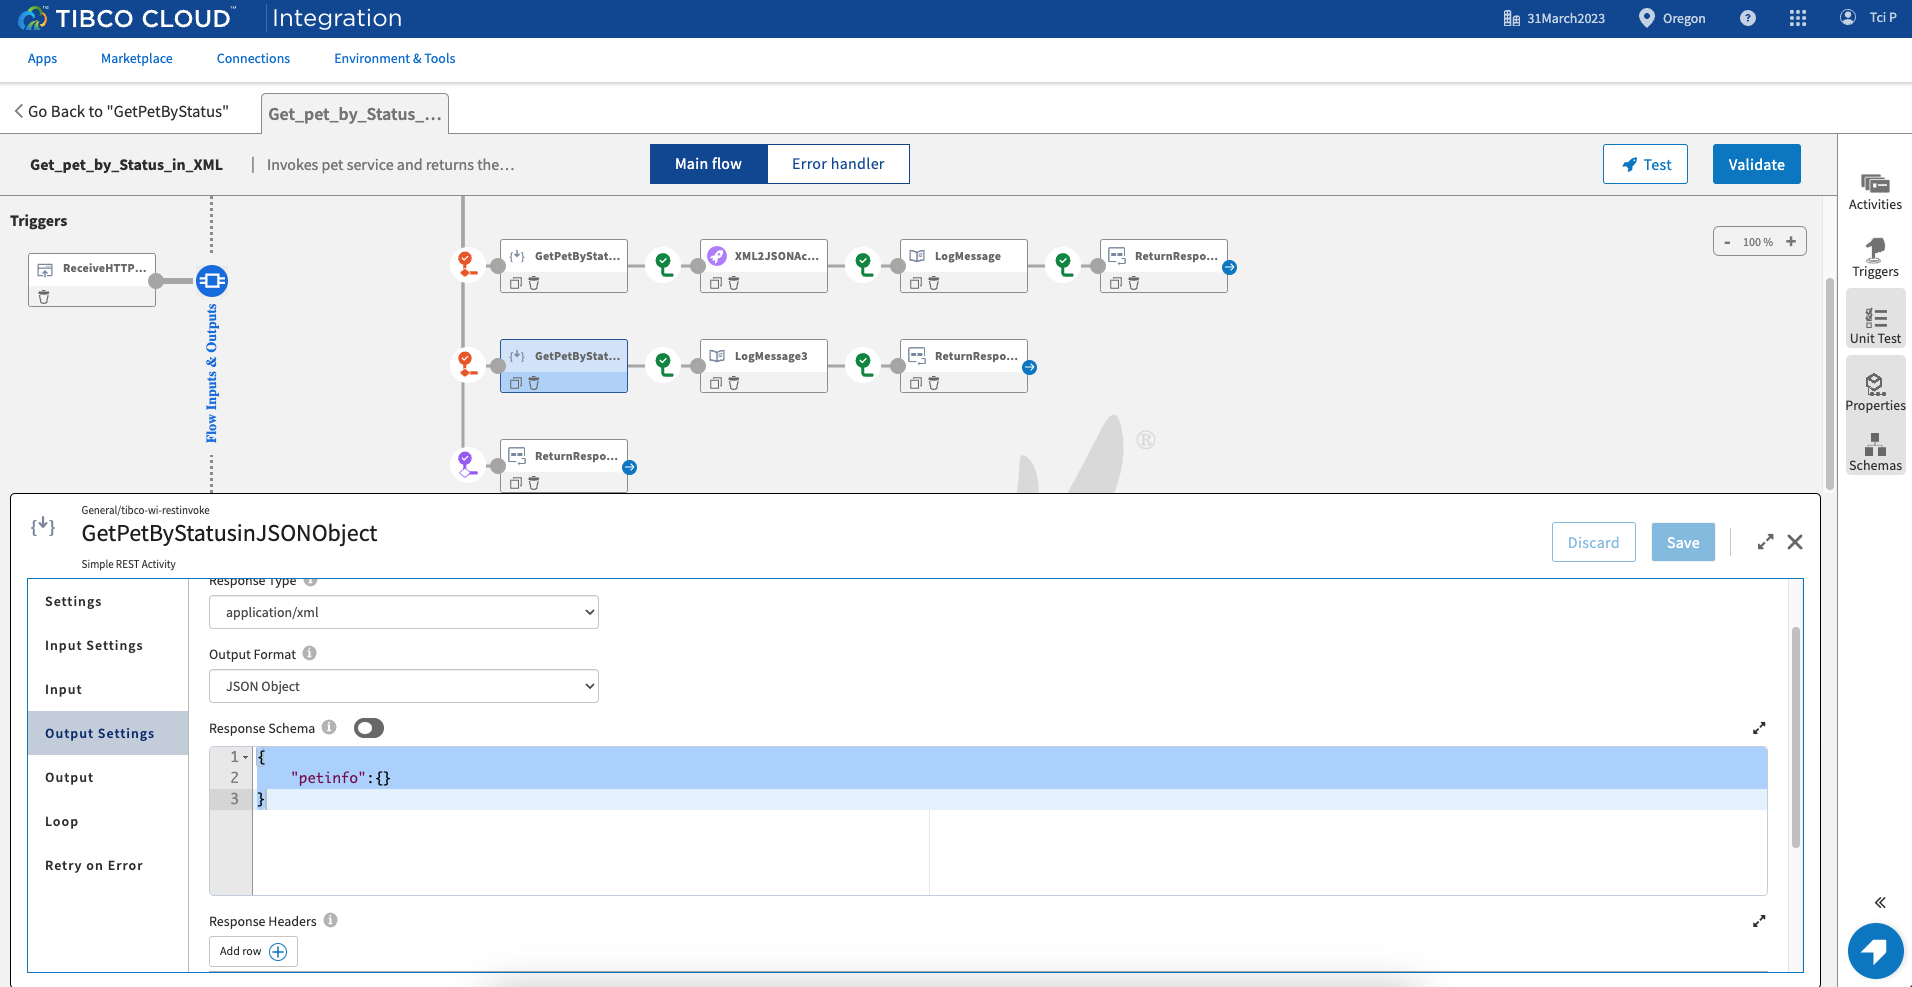 TIBCO CLOUD™ Integration
31March2023
Oregon
?
Tci P
Apps
Marketplace
Connections
Environment & Tools
Go Back to "GetPetByStatus"
Get_pet_by_Status_...
Get_pet_by_Status_in_XML
| Invokes pet service and returns the...
Main flow
Error handler
Test
Validate
Triggers
ReceiveHTTP...
Flow Inputs & Outputs
GetPetByStat...
XML2JSONAc...
LogMessage
ReturnRespo...
GetPetByStat...
LogMessage3
ReturnRespo...
ReturnRespo...
®
- 100 % +
Activities
Triggers
Unit Test
Properties
Schemas
General/tibco-wi-restinvoke
GetPetByStatusinJSONObject
Simple REST Activity
Discard
Save
Settings
Input Settings
Input
Output Settings
Output
Loop
Retry on Error
Response Type
application/xml
Output Format
JSON Object
Response Schema
1 {
2 "petinfo":{}
3 }
Response Headers
Add row